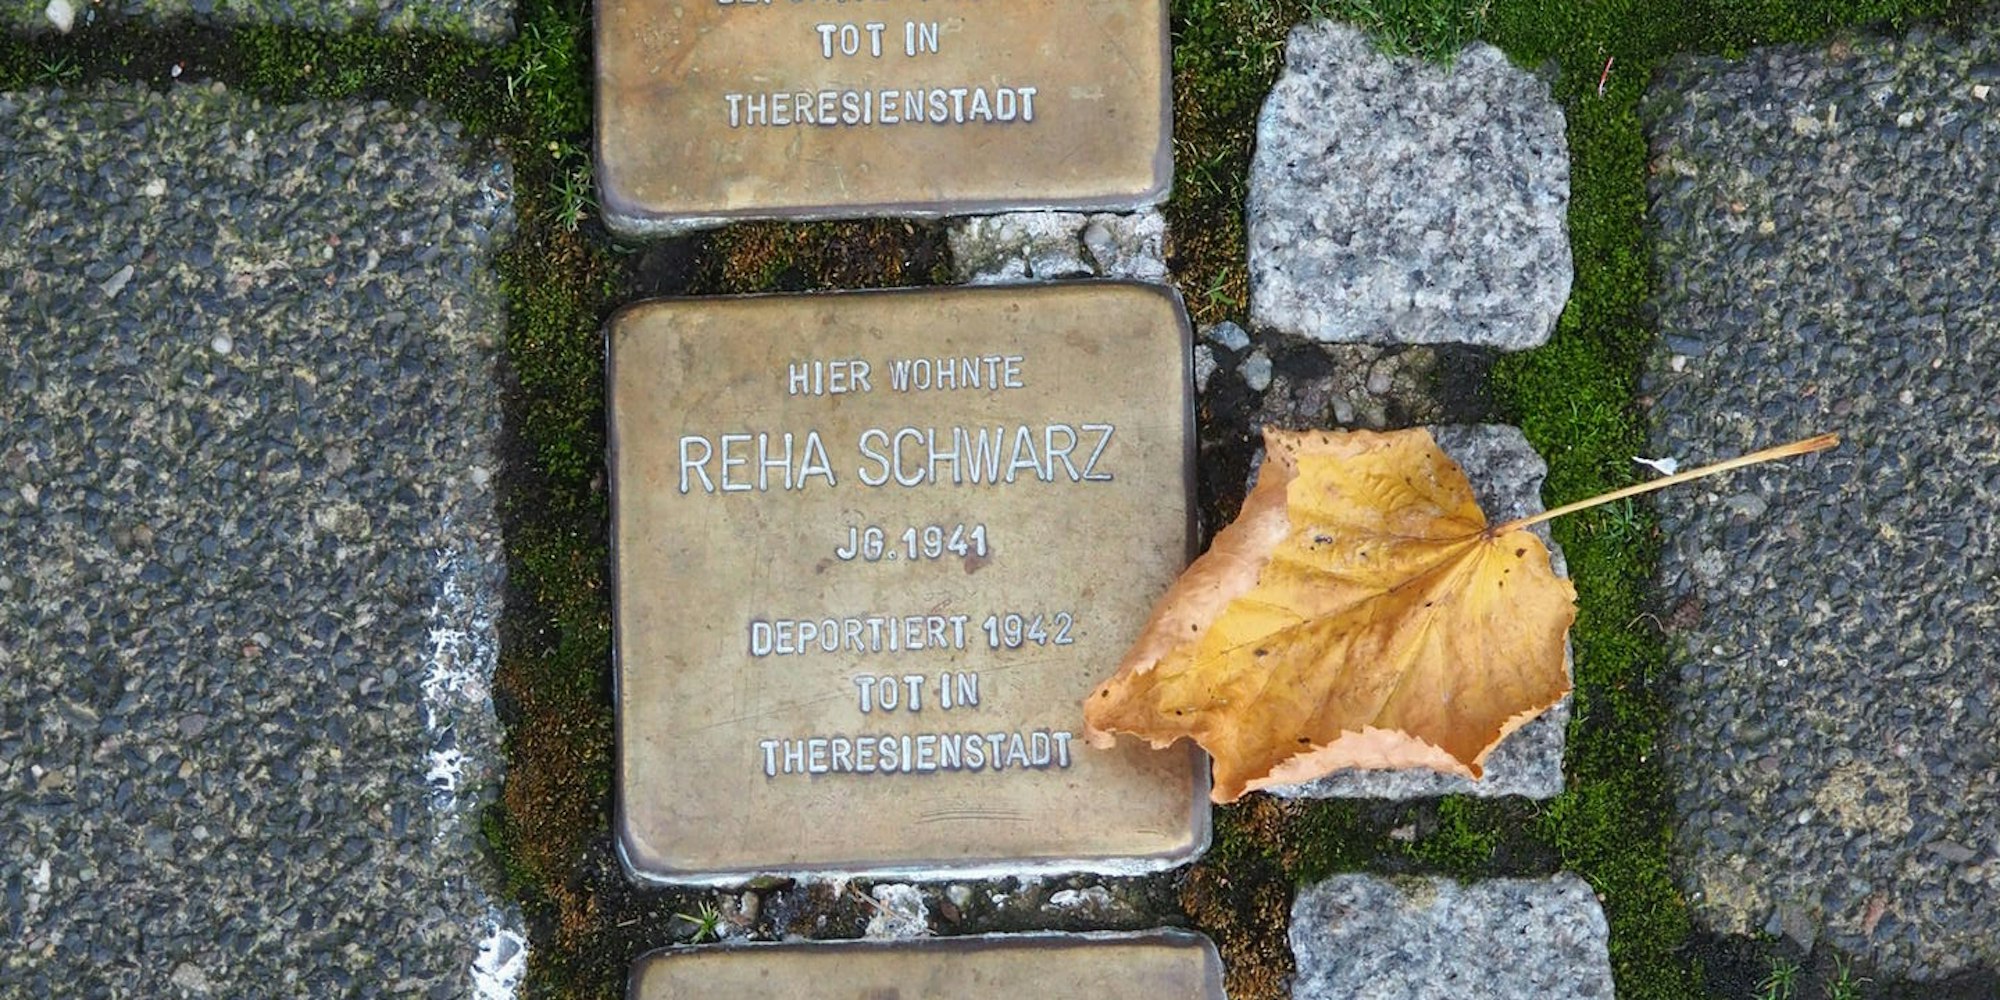 TOT IN
THERESIENSTADT
HIER WOHNTE
REHA SCHWARZ
JG. 1941
DEPORTIERT 1942
TOT IN
THERESIENSTADT